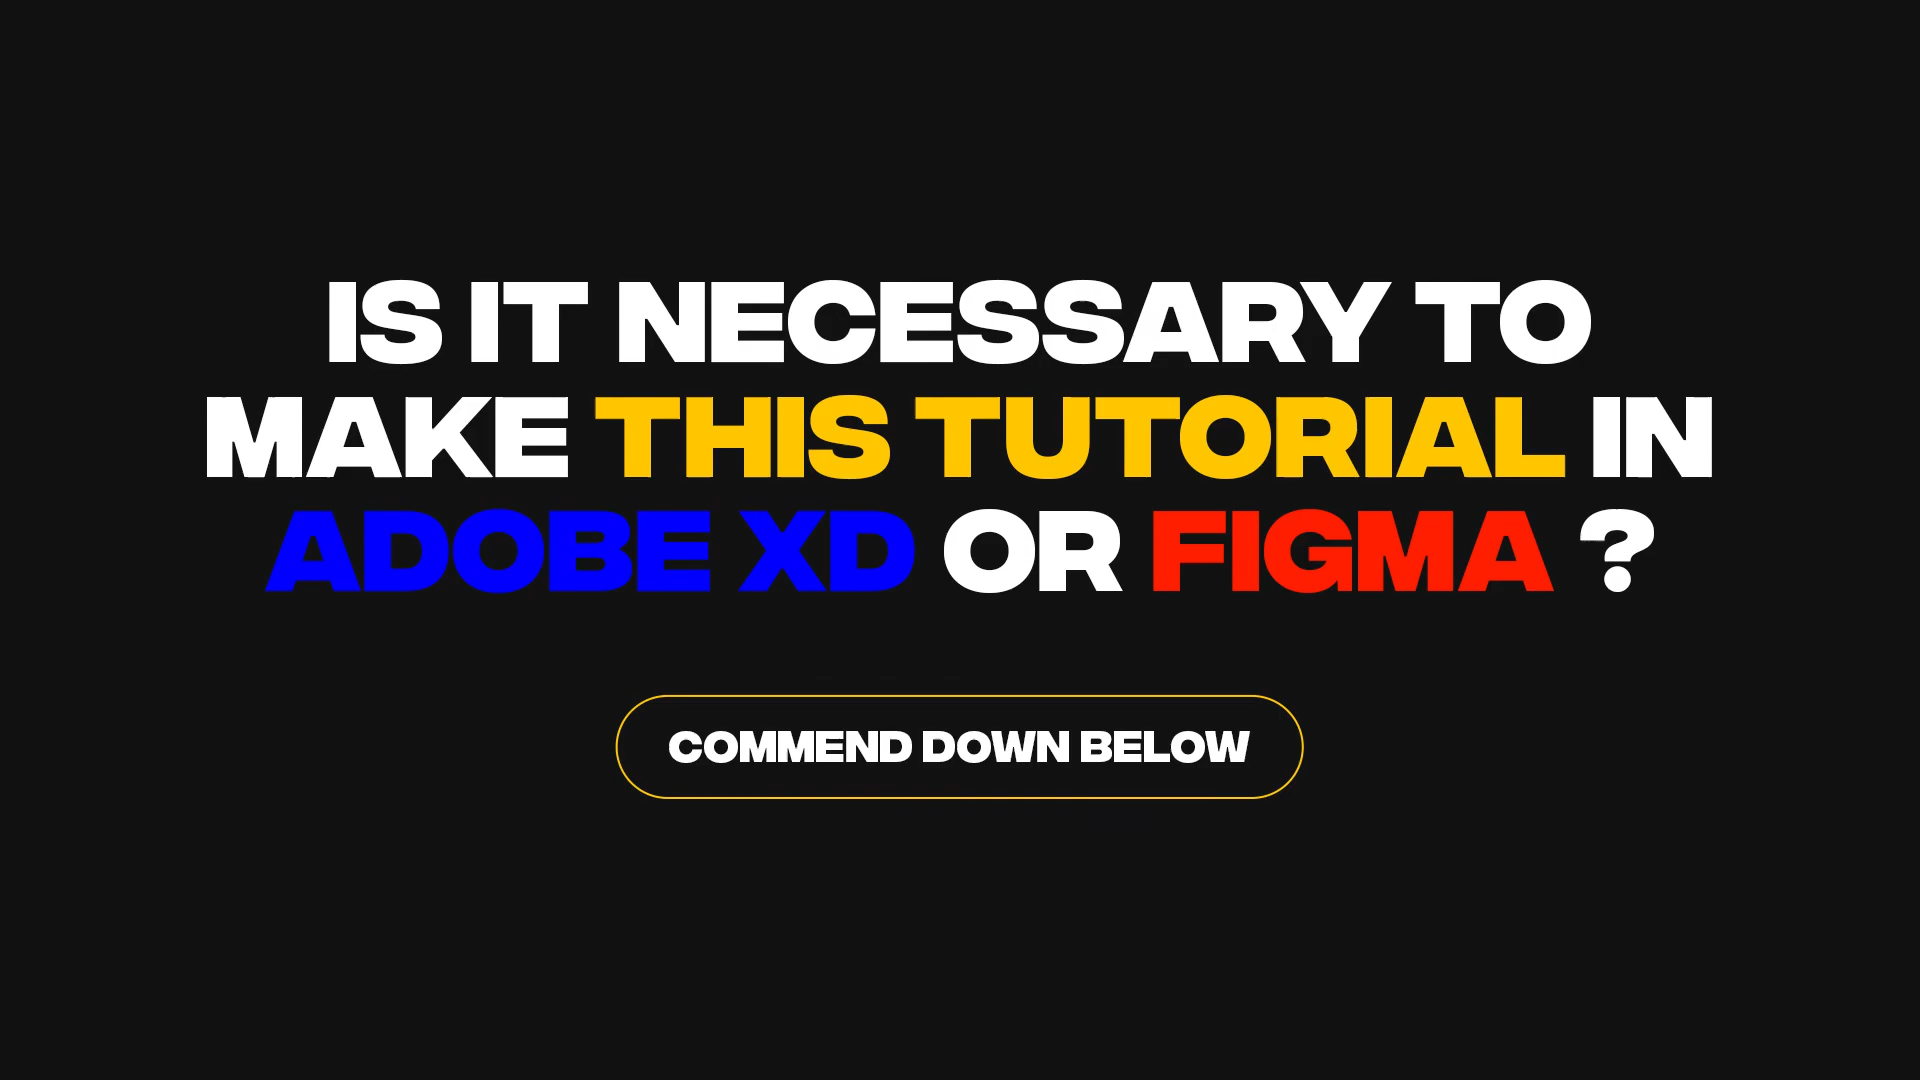 IS IT NECESSARY TO
MAKE THIS TUTORIAL IN
ADOBE XD OR FIGMA ?
COMMEND DOWN BELOW